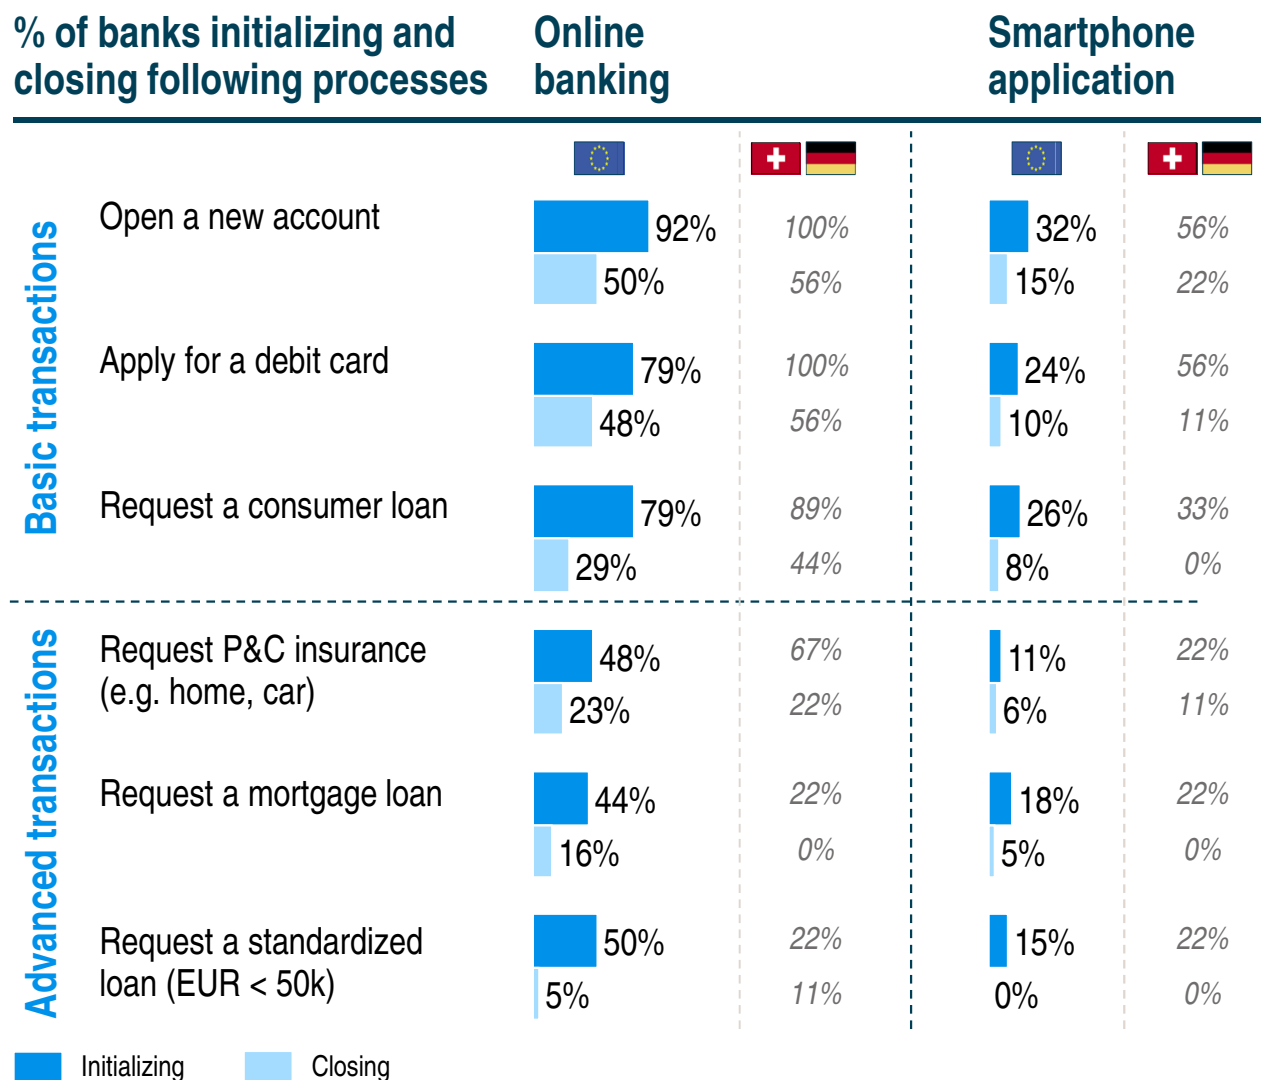 % of banks initializing and
closing following processes
Online
banking
Smartphone
application
Basic transactions
Open a new account
92%
100%
32%
56%
50%
56%
15%
22%
Apply for a debit card
79%
100%
24%
56%
48%
56%
10%
11%
Request a consumer loan
79%
89%
26%
33%
29%
44%
8%
0%
Advanced transactions
Request P&C insurance
(e.g. home, car)
48%
67%
11%
22%
23%
22%
6%
11%
Request a mortgage loan
44%
22%
18%
22%
16%
0%
5%
0%
Request a standardized
loan (EUR < 50k)
50%
22%
15%
22%
5%
11%
0%
0%
Initializing
Closing